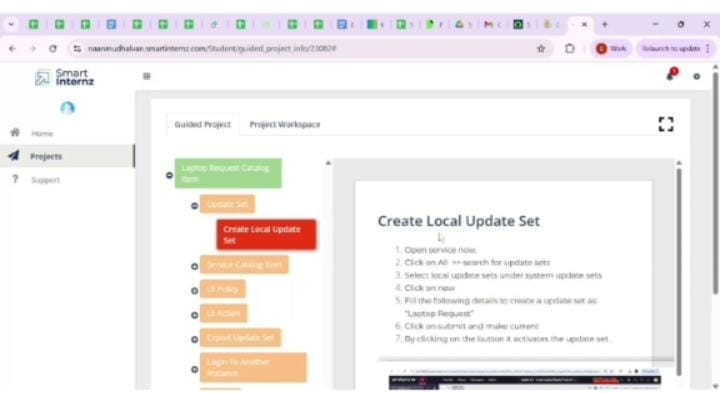 Work
Relaunch to update
naanmudhalvan.smartinternz.com/Student/guided_project_info/23082#
Smart
Internz
Home
Projects
Support
Guided Project
Project Workspace
Laptop Request Catalog
Item
Update Set
Create Local Update
Set
Service Catalog Item
UI Policy
UI Action
Export Update Set
Login To Another
Instance
Create Local Update Set
1. Open service now.
2. Click on All >> search for update sets
3. Select local update sets under system update sets
4. Click on new
5. Fill the following details to create a update set as:
"Laptop Request"
6. Click on submit and make current
7. By clicking on the button it activates the update set .